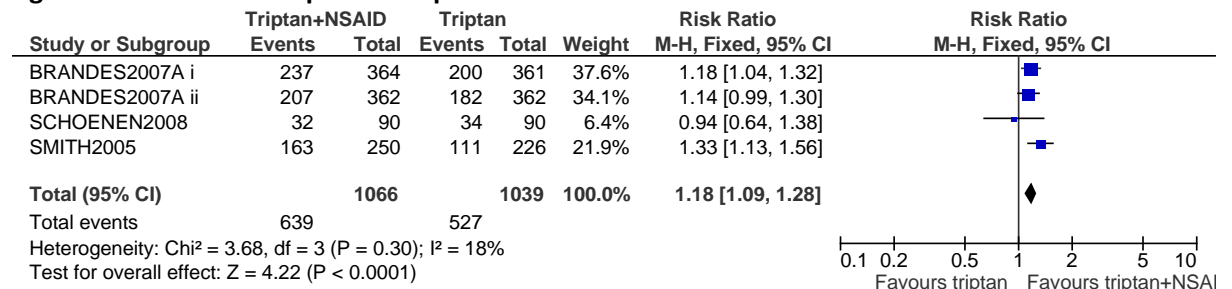 Triptan+NSAID Triptan Risk Ratio Risk Ratio
Study or Subgroup Events Total Events Total Weight M-H, Fixed, 95% CI M-H, Fixed, 95% CI
BRANDES2007A i 237 364 200 361 37.6% 1.18 [1.04, 1.32]
BRANDES2007A ii 207 362 182 362 34.1% 1.14 [0.99, 1.30]
SCHOENEN2008 32 90 34 90 6.4% 0.94 [0.64, 1.38]
SMITH2005 163 250 111 226 21.9% 1.33 [1.13, 1.56]
Total (95% CI) 1066 1039 100.0% 1.18 [1.09, 1.28]
Total events 639 527
Heterogeneity: Chi² = 3.68, df = 3 (P = 0.30); I² = 18%
Test for overall effect: Z = 4.22 (P < 0.0001)
0.1 0.2 0.5 1 2 5 10
Favours triptan Favours triptan+NSAI